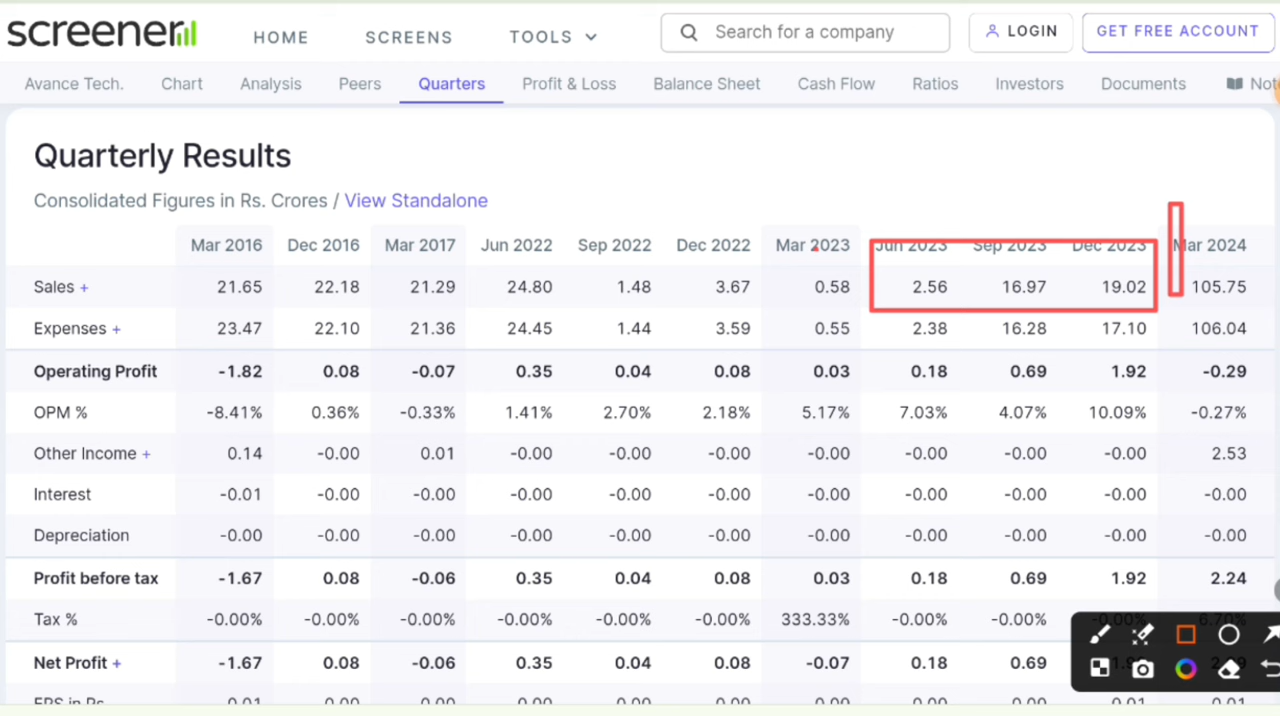 screener HOME SCREENS TOOLS Search for a company LOGIN GET FREE ACCOUNT
Avance Tech. Chart Analysis Peers Quarters Profit & Loss Balance Sheet Cash Flow Ratios Investors Documents
Quarterly Results
Consolidated Figures in Rs. Crores / View Standalone
Mar 2016 Dec 2016 Mar 2017 Jun 2022 Sep 2022 Dec 2022 Mar 2023 Jun 2023 Sep 2023 Dec 2023 Mar 2024
Sales + 21.65 22.18 21.29 24.80 1.48 3.67 0.58 2.56 16.97 19.02 105.75
Expenses + 23.47 22.10 21.36 24.45 1.44 3.59 0.55 2.38 16.28 17.10 106.04
Operating Profit -1.82 0.08 -0.07 0.35 0.04 0.08 0.03 0.18 0.69 1.92 -0.29
OPM % -8.41% 0.36% -0.33% 1.41% 2.70% 2.18% 5.17% 7.03% 4.07% 10.09% -0.27%
Other Income + 0.14 -0.00 0.01 -0.00 -0.00 -0.00 -0.00 -0.00 -0.00 -0.00 2.53
Interest -0.01 -0.00 -0.00 -0.00 -0.00 -0.00 -0.00 -0.00 -0.00 -0.00 -0.00
Depreciation -0.00 -0.00 -0.00 -0.00 -0.00 -0.00 -0.00 -0.00 -0.00 -0.00 -0.00
Profit before tax -1.67 0.08 -0.06 0.35 0.04 0.08 0.03 0.18 0.69 1.92 2.24
Tax % -0.00% -0.00% -0.00% -0.00% -0.00% -0.00% 333.33% -0.00% -0.00% -0.00% 6.70%
Net Profit + -1.67 0.08 -0.06 0.35 0.04 0.08 -0.07 0.18 0.69
EPS in Rs